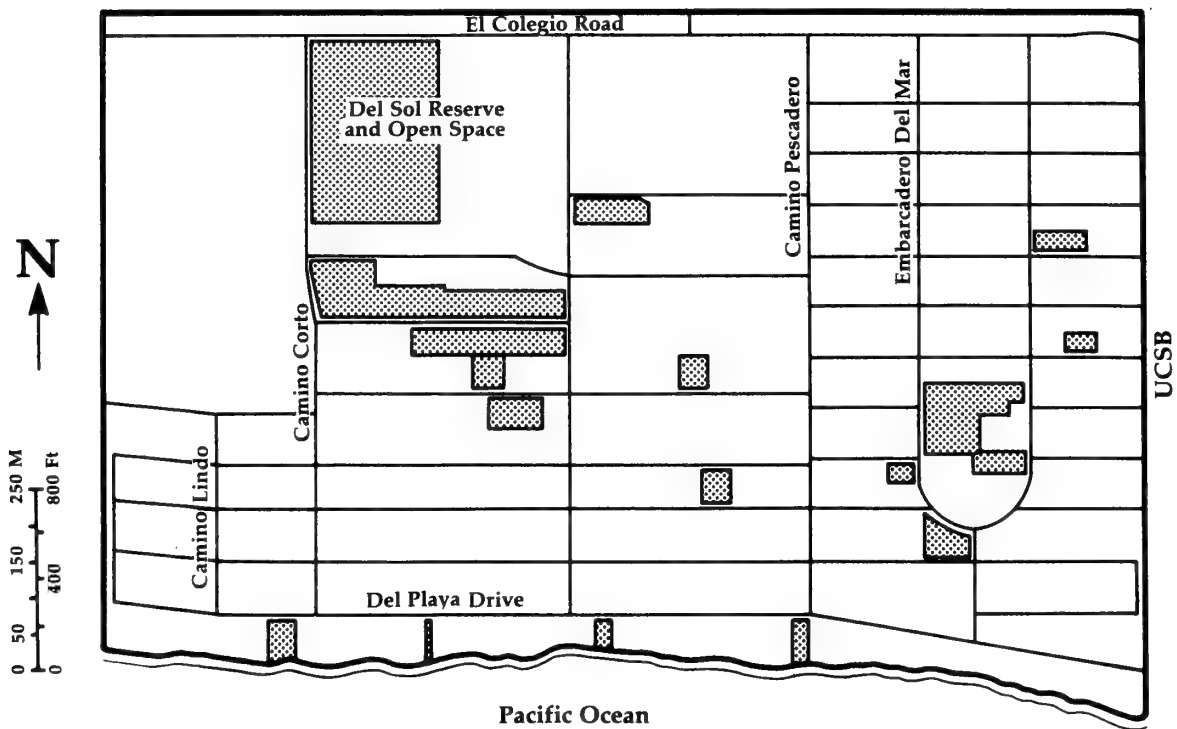 El Colegio Road
Del Sol Reserve
and Open Space
Camino Pescadero
Embarcadero Del Mar
N
Camino Corto
UCSB
Camino Lindo
0 50 150 250 M
0 400 800 Ft
Del Playa Drive
Pacific Ocean